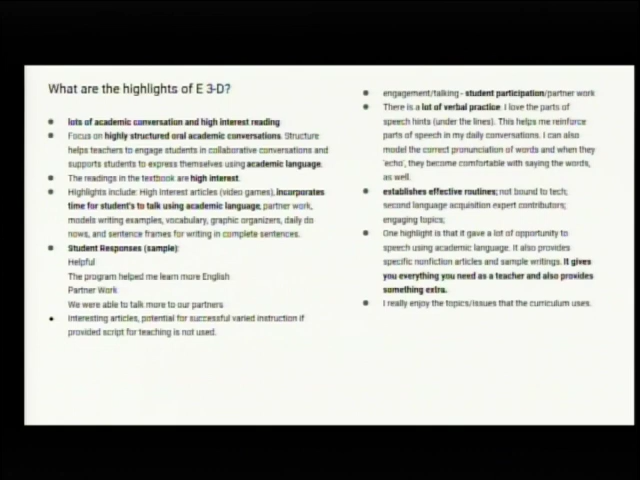 What are the highlights of E 3-D?
lots of academic conversation and high interest reading
Focus on highly structured oral academic conversations. Structure
helps teachers to engage students in collaborative conversations and
supports students to express themselves using academic language.
The readings in the textbook are high interest.
Highlights include: High interest articles (video games), incorporates
time for student's to talk using academic language, partner work,
models writing examples, vocabulary, graphic organizers, daily do
nows, and sentence frames for writing in complete sentences.
Student Responses (sample):
Helpful
The program helped me learn more English
Partner Work
We were able to talk more to our partners
Interesting articles, potential for successful varied instruction if
provided script for teaching is not used.
engagement/talking - student participation/partner work
There is a lot of verbal practice. I love the parts of
speech hints (under the lines). This helps me reinforce
parts of speech in my daily conversations. I can also
model the correct pronunciation of words and when they
'echo', they become comfortable with saying the words,
as well.
establishes effective routines; not bound to tech;
second language acquisition expert contributors;
engaging topics;
One highlight is that it gave a lot of opportunity to
speech using academic language. It also provides
specific nonfiction articles and sample writings. It gives
you everything you need as a teacher and also provides
something extra.
I really enjoy the topics/issues that the curriculum uses.